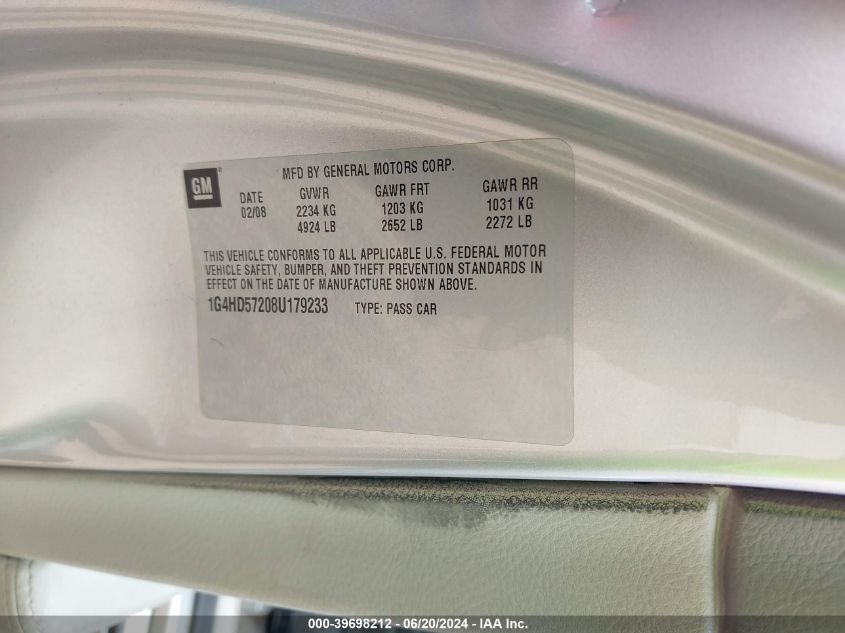 MFD BY GENERAL MOTORS CORP.
GM ®
DATE GVWR GAWR FRT GAWR RR
02/08 2234 KG 1203 KG 1031 KG
4924 LB 2652 LB 2272 LB
THIS VEHICLE CONFORMS TO ALL APPLICABLE U.S. FEDERAL MOTOR
VEHICLE SAFETY, BUMPER, AND THEFT PREVENTION STANDARDS IN
EFFECT ON THE DATE OF MANUFACTURE SHOWN ABOVE.
1G4HD57208U179233 TYPE: PASS CAR
000-39698212 - 06/20/2024 - IAA Inc.